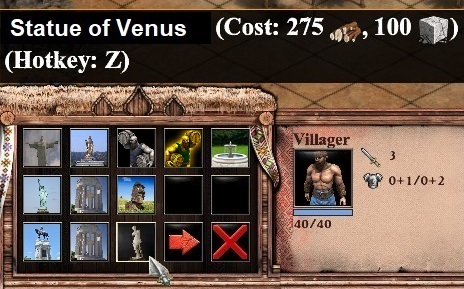 Statue of Venus (Cost: 275 , 100 )
(Hotkey: Z)
Villager
3
0+1/0+2
40/40